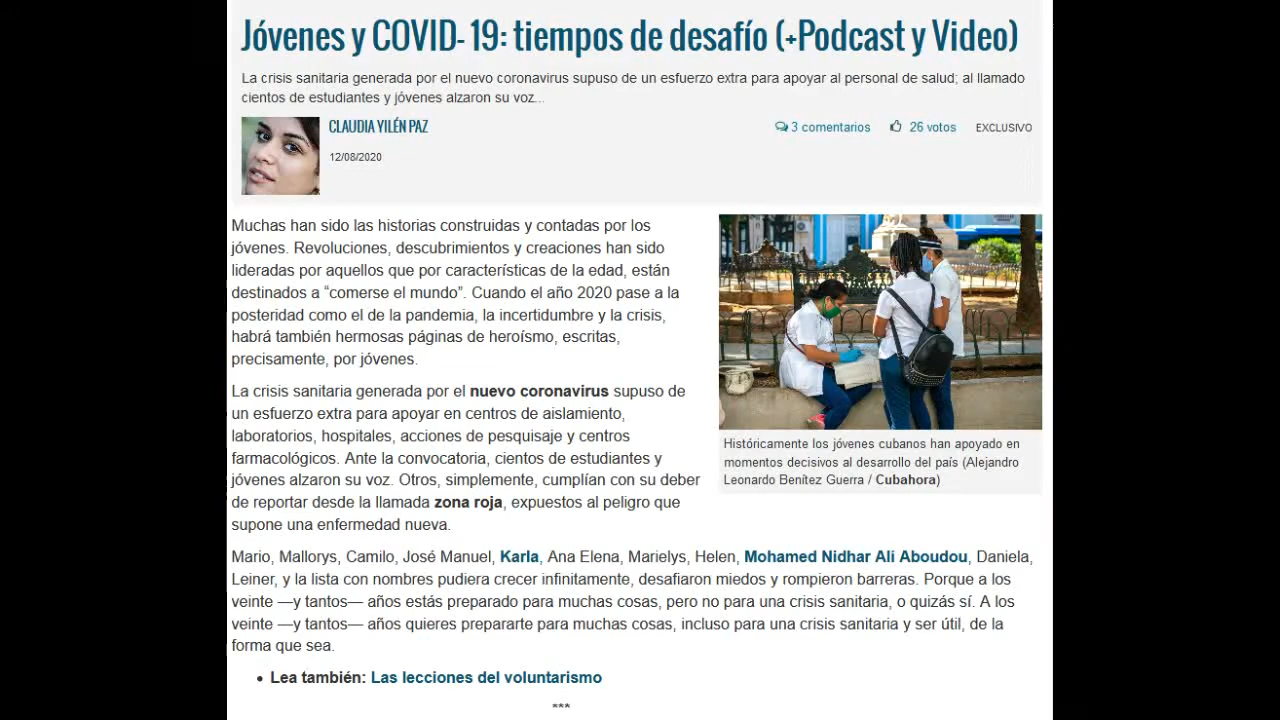 Jóvenes y COVID- 19: tiempos de desafío (+Podcast y Video)
La crisis sanitaria generada por el nuevo coronavirus supuso de un esfuerzo extra para apoyar al personal de salud; al llamado
cientos de estudiantes y jóvenes alzaron su voz...
CLAUDIA YILÉN PAZ
3 comentarios 26 votos EXCLUSIVO
12/08/2020
Muchas han sido las historias construidas y contadas por los
jóvenes. Revoluciones, descubrimientos y creaciones han sido
lideradas por aquellos que por características de la edad, están
destinados a “comerse el mundo”. Cuando el año 2020 pase a la
posteridad como el de la pandemia, la incertidumbre y la crisis,
habrá también hermosas páginas de heroísmo, escritas,
precisamente, por jóvenes.
La crisis sanitaria generada por el nuevo coronavirus supuso de
un esfuerzo extra para apoyar en centros de aislamiento,
laboratorios, hospitales, acciones de pesquisaje y centros
farmacológicos. Ante la convocatoria, cientos de estudiantes y
jóvenes alzaron su voz. Otros, simplemente, cumplían con su deber
de reportar desde la llamada zona roja, expuestos al peligro que
supone una enfermedad nueva.
Históricamente los jóvenes cubanos han apoyado en
momentos decisivos al desarrollo del país (Alejandro
Leonardo Benítez Guerra / Cubahora)
Mario, Mallorys, Camilo, José Manuel, Karla, Ana Elena, Marielys, Helen, Mohamed Nidhar Ali Aboudou, Daniela,
Leiner, y la lista con nombres pudiera crecer infinitamente, desafiaron miedos y rompieron barreras. Porque a los
veinte —y tantos— años estás preparado para muchas cosas, pero no para una crisis sanitaria, o quizás sí. A los
veinte —y tantos— años quieres prepararte para muchas cosas, incluso para una crisis sanitaria y ser útil, de la
forma que sea.
• Lea también: Las lecciones del voluntarismo
***